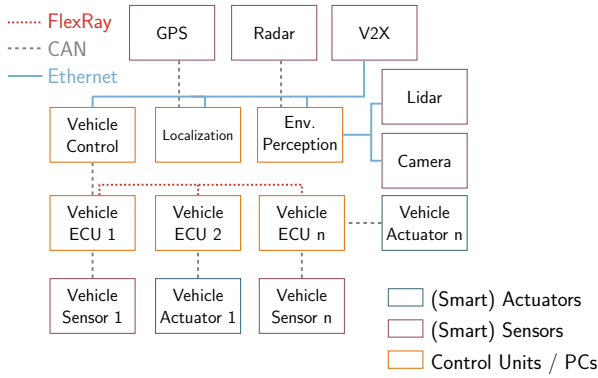 FlexRay
CAN
Ethernet
GPS
Radar
V2X
Lidar
Vehicle
Control
Localization
Env.
Perception
Camera
Vehicle
ECU 1
Vehicle
ECU 2
Vehicle
ECU n
Vehicle
Actuator n
Vehicle
Sensor 1
Vehicle
Actuator 1
Vehicle
Sensor n
(Smart) Actuators
(Smart) Sensors
Control Units / PCs